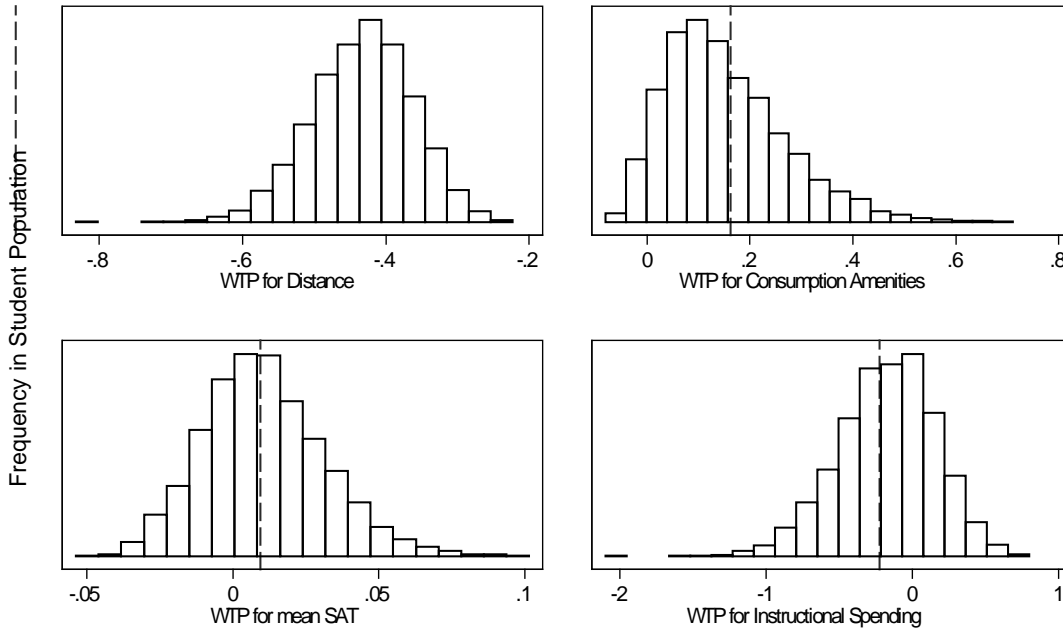 Frequency in Student Population
-.8 -.6 -.4 -.2
WTP for Distance
0 .2 .4 .6 .8
WTP for Consumption Amenities
-.05 0 .05 .1
WTP for mean SAT
-2 -1 0 1
WTP for Instructional Spending